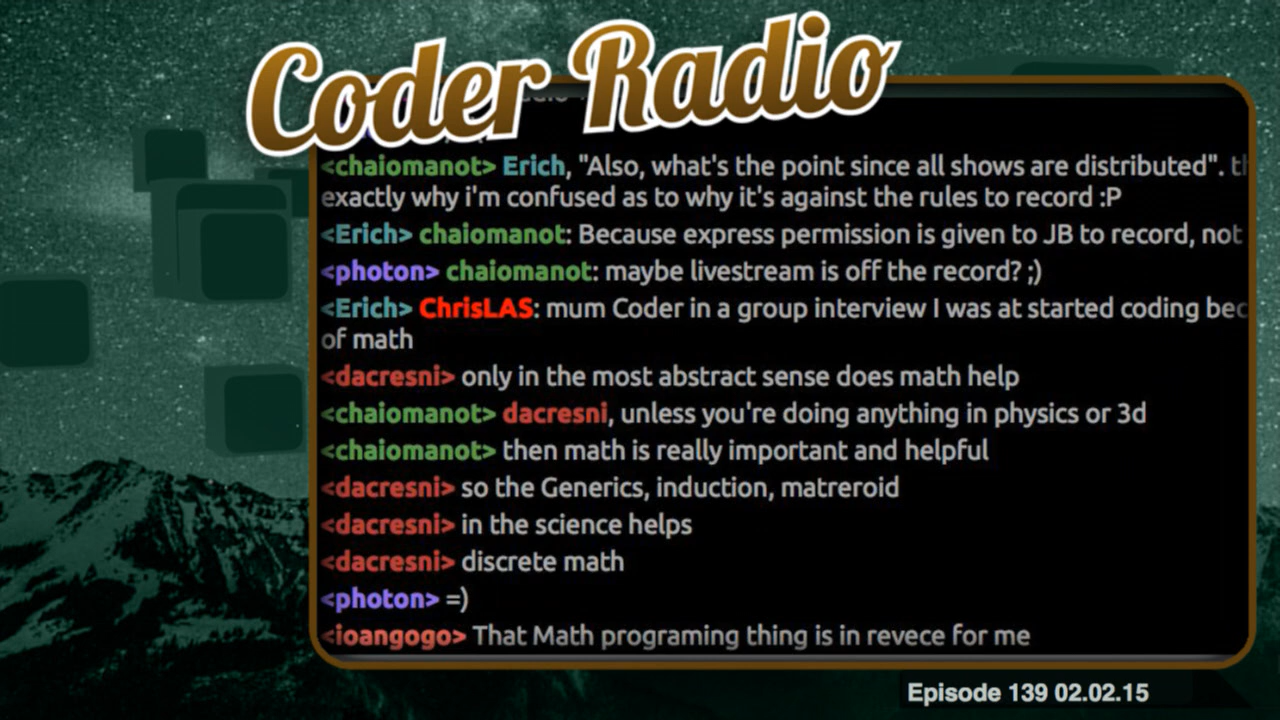 Coder Radio
<chaiomanot> Erich, "Also, what's the point since all shows are distributed".
exactly why i'm confused as to why it's against the rules to record :P
<Erich> chaiomanot: Because express permission is given to JB to record, not
<photon> chaiomanot: maybe livestream is off the record? ;)
<Erich> ChrisLAS: mum Coder in a group interview I was at started coding bec
of math
<dacresni> only in the most abstract sense does math help
<chaiomanot> dacresni, unless you're doing anything in physics or 3d
<chaiomanot> then math is really important and helpful
<dacresni> so the Generics, induction, matreroid
<dacresni> in the science helps
<dacresni> discrete math
<photon> =)
<ioangogo> That Math programing thing is in revece for me
Episode 139 02.02.15